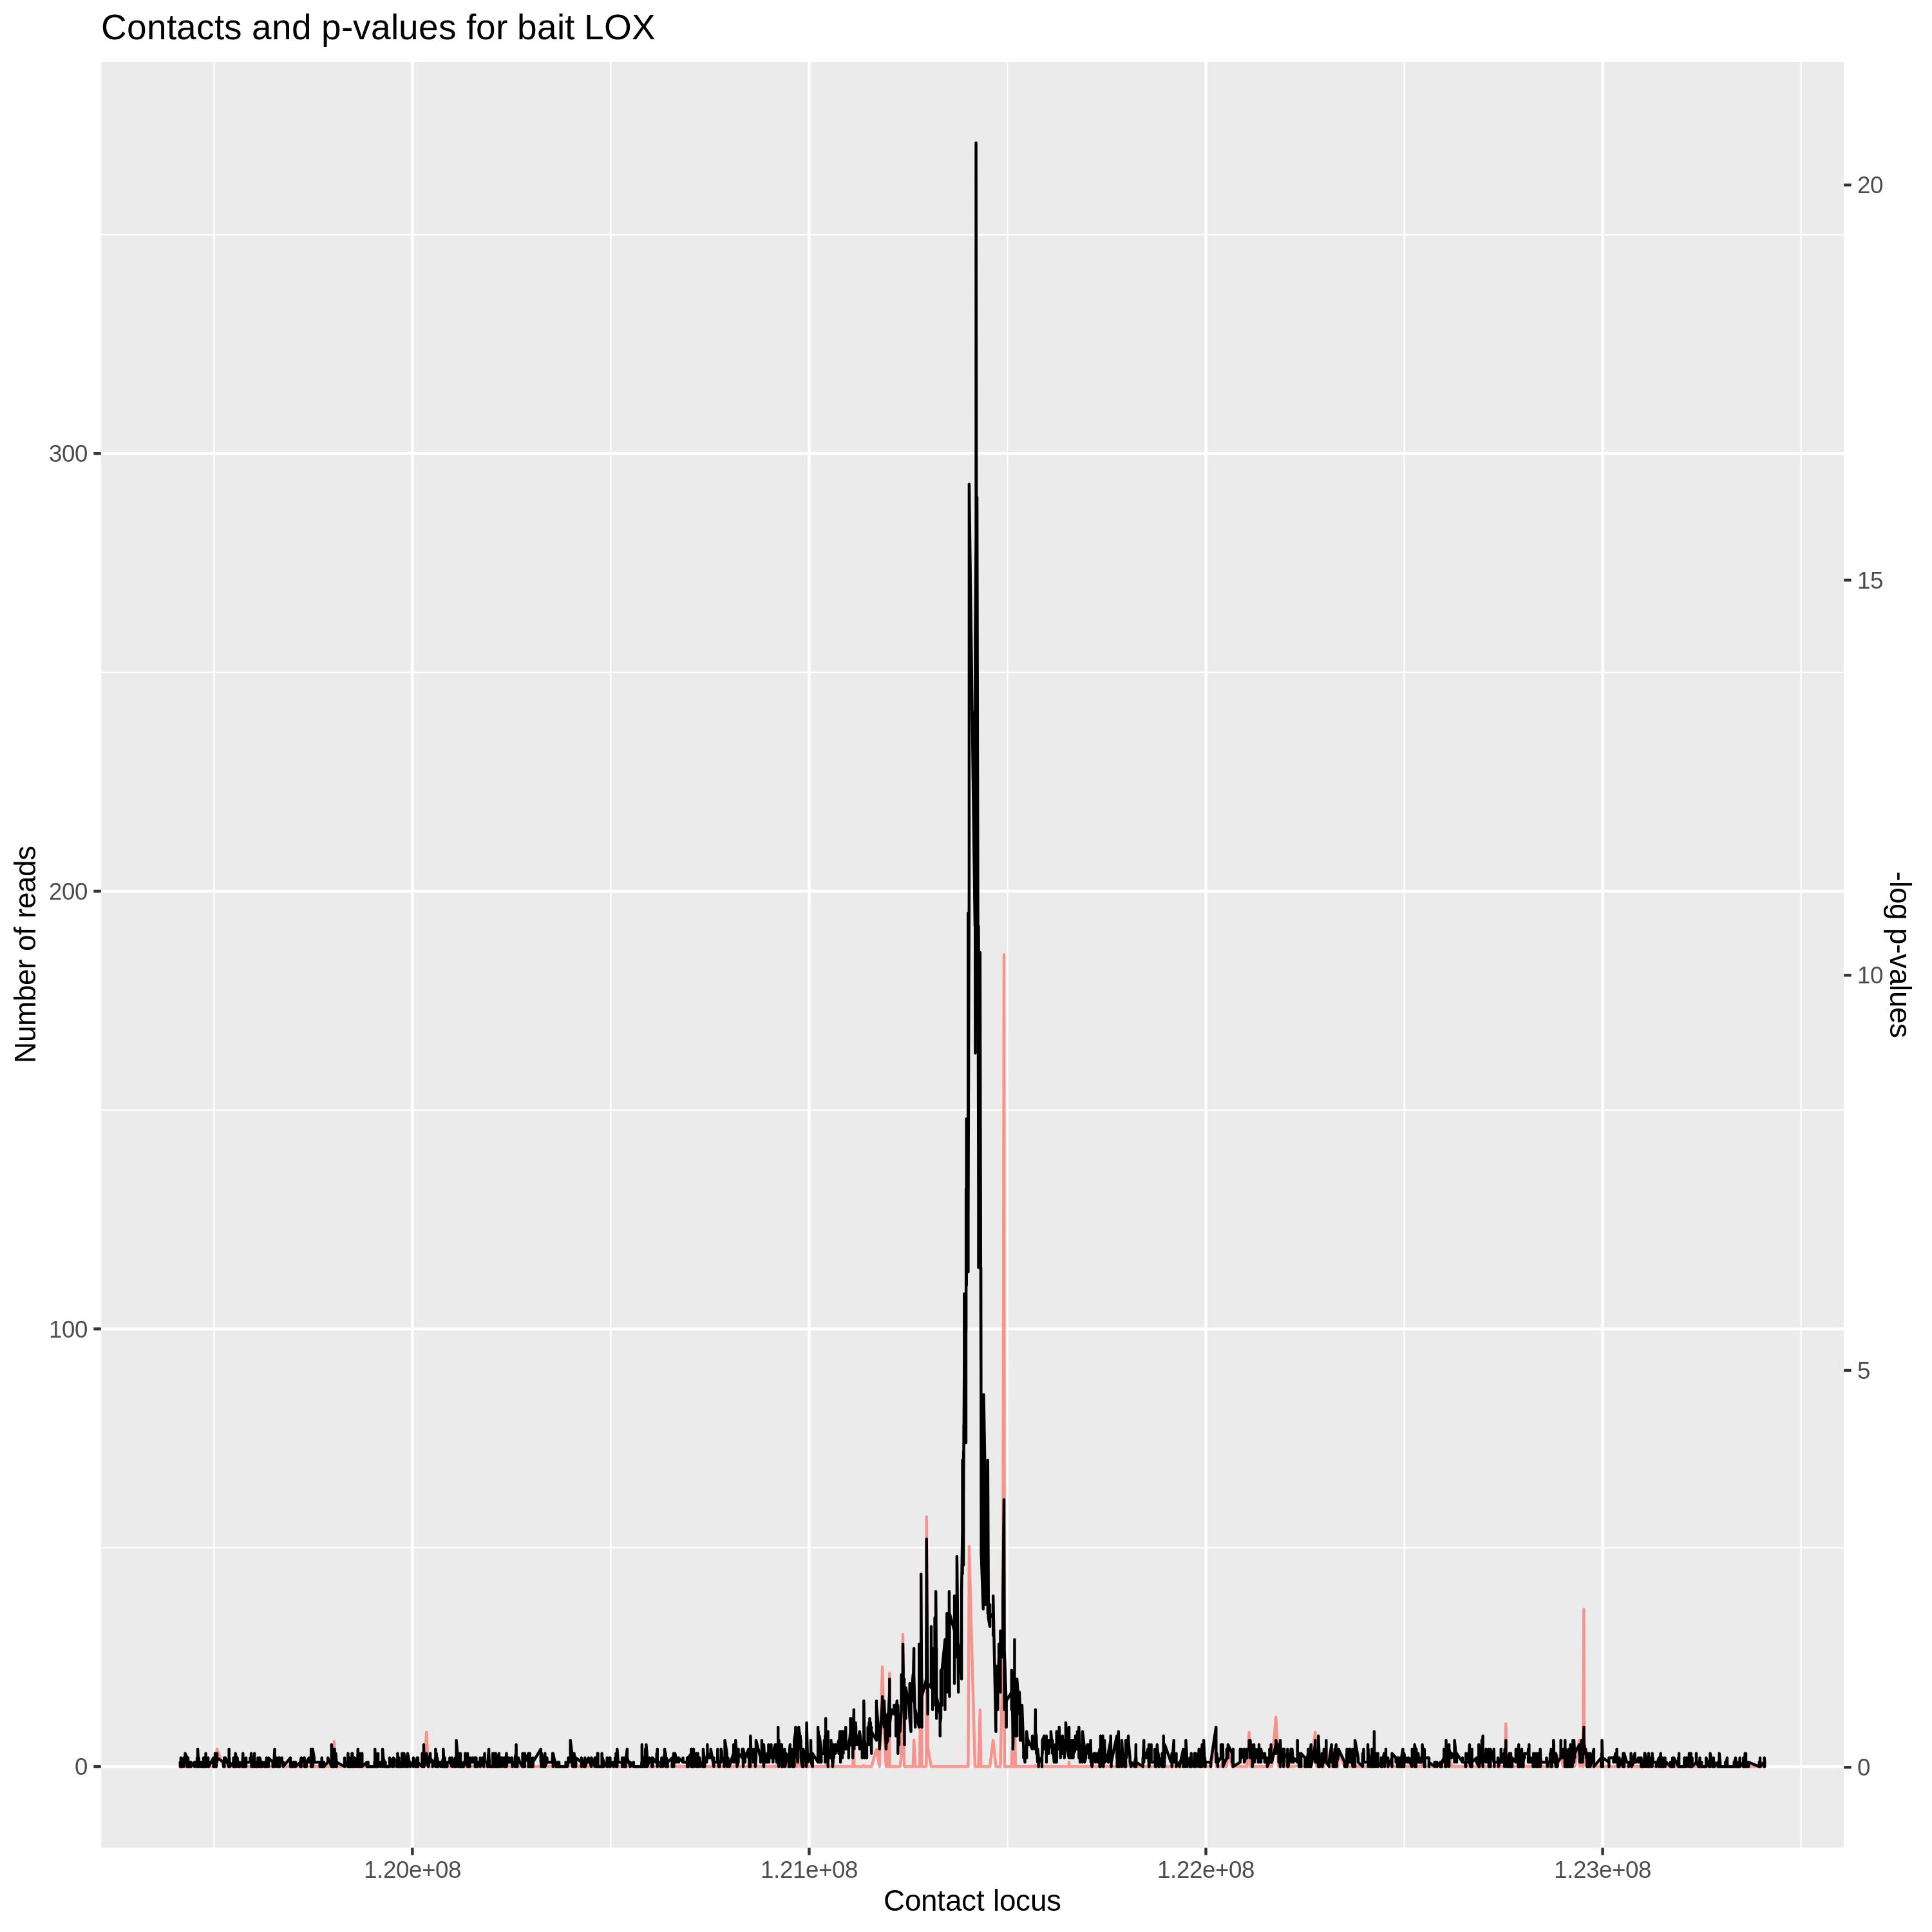 Contacts and p-values for bait LOX
Number of reads
300
200
100
0
20
15
10
5
0
-log p-values
1.20e+08
1.21e+08
1.22e+08
1.23e+08
Contact locus